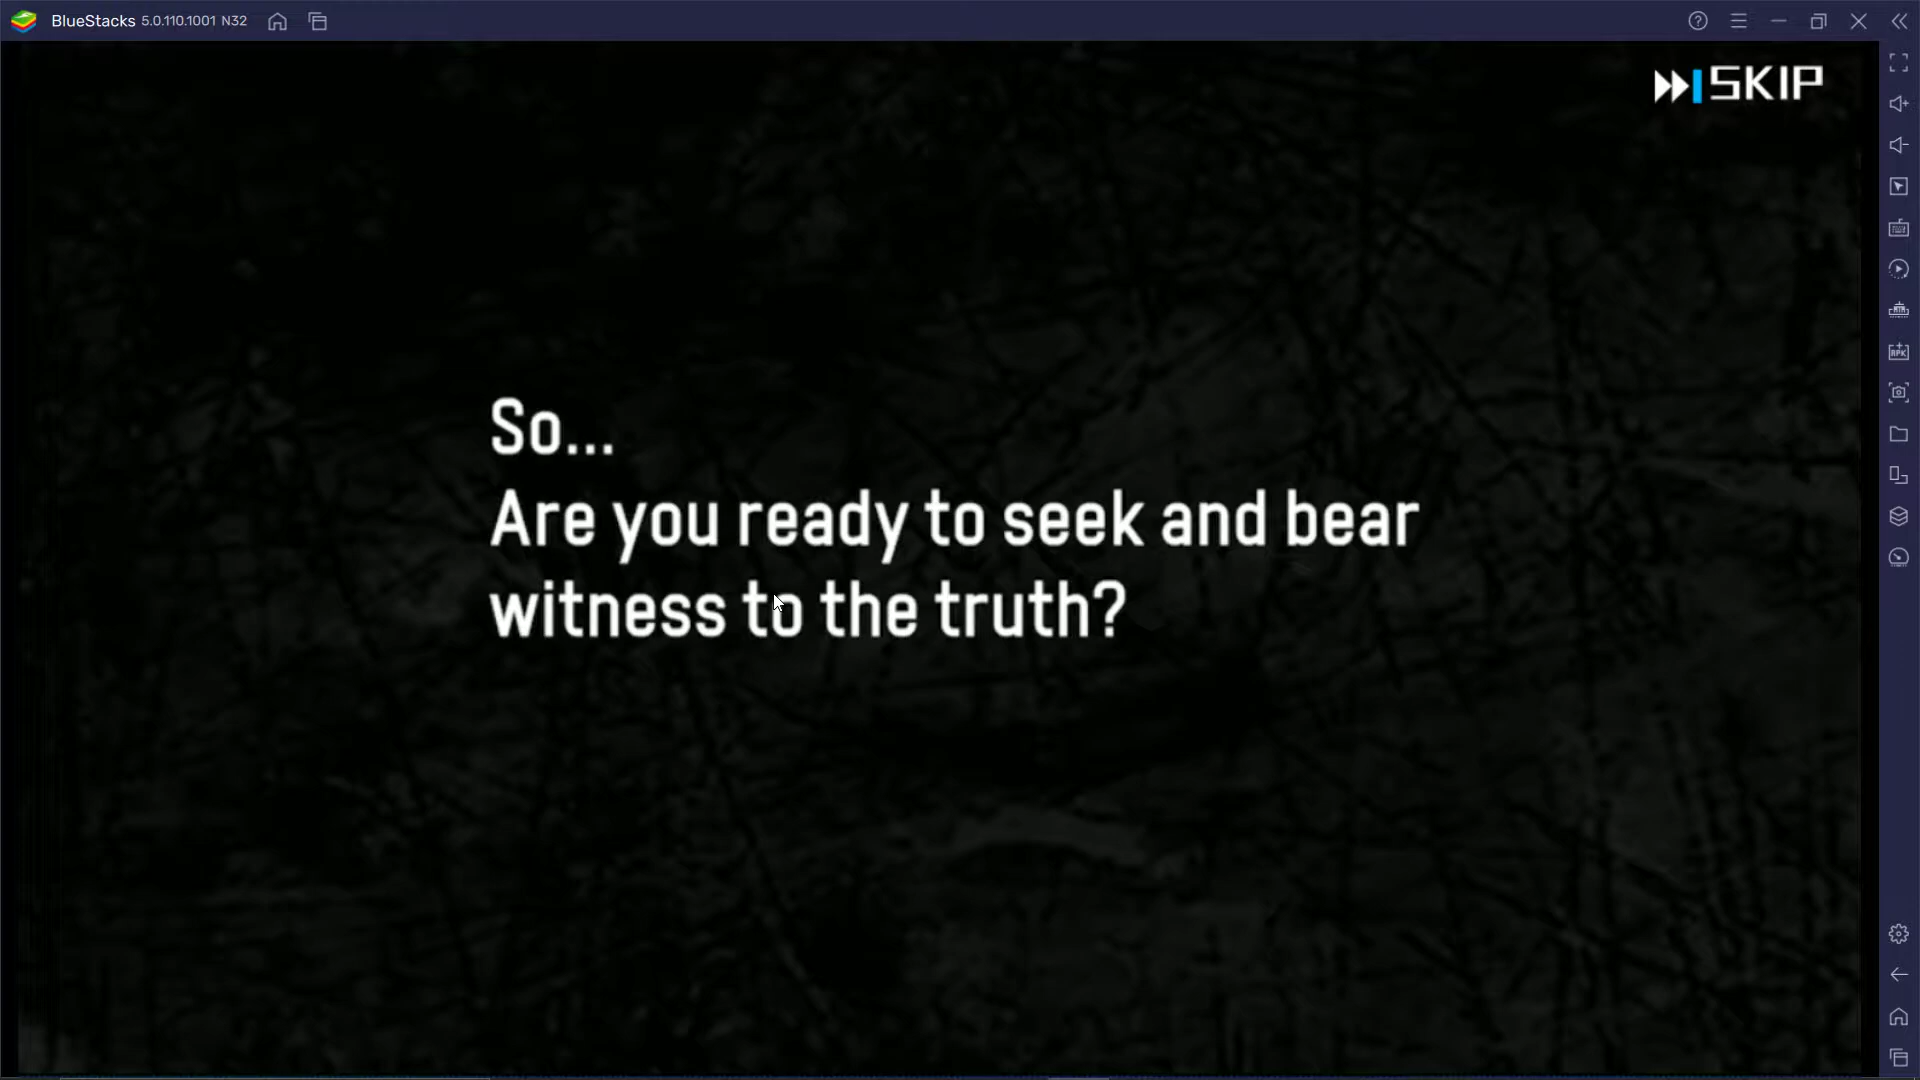 BlueStacks 5.0.110.1001 N32
SKIP
So...
Are you ready to seek and bear
witness to the truth?